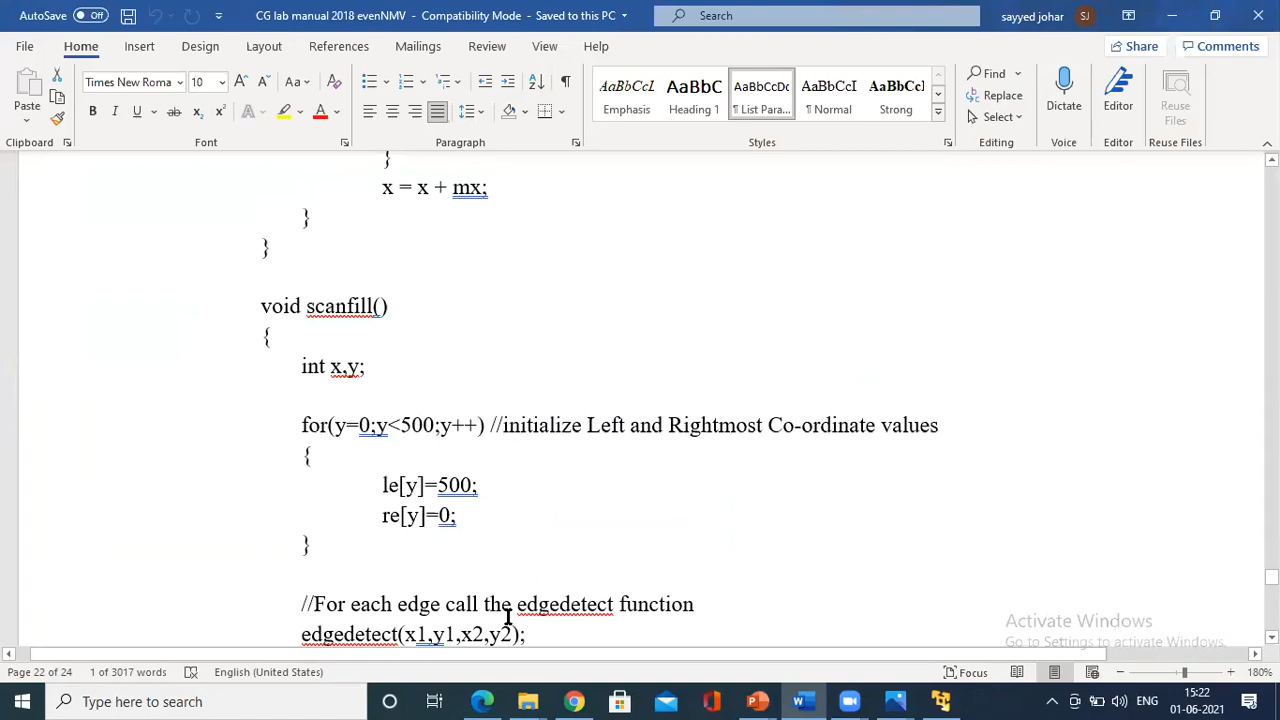 AutoSave Off CG lab manual 2018 evenNMV - Compatibility Mode - Saved to this PC Search sayyed johar SJ
File Home Insert Design Layout References Mailings Review View Help Share Comments
Times New Roma 10 A A Aa A AaBbCcL AaBbC AaBbCcDc AaBbCcI AaBbCc Find
Paste B I U ab x2 x2 A A Emphasis Heading 1 ¶ List Para... ¶ Normal Strong Replace Select Dictate Editor Reuse Files
Clipboard Font Paragraph Styles Editing Voice Editor Reuse Files
}
x = x + mx;
}
}
void scanfill()
{
int x,y;
for(y=0;y<500;y++) //initialize Left and Rightmost Co-ordinate values
{
le[y]=500;
re[y]=0;
}
//For each edge call the edgedetect function
edgedetect(x1,y1,x2,y2);
Activate Windows
Go to Settings to activate Windows.
Page 22 of 24 1 of 3017 words English (United States) Focus 180%
Type here to search ENG 15:22
01-06-2021